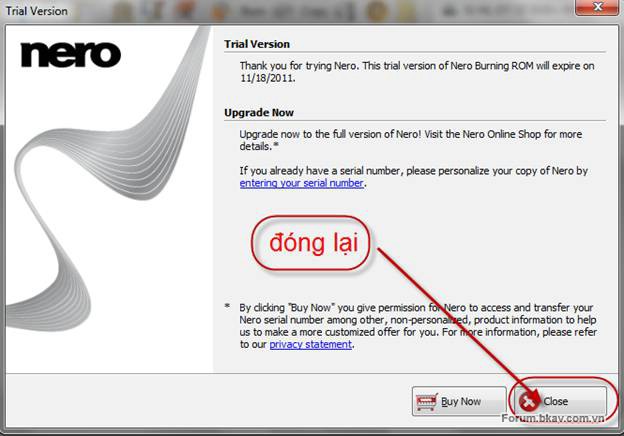 Trial Version
nero
Trial Version
Thank you for trying Nero. This trial version of Nero Burning ROM will expire on
11/18/2011.
Upgrade Now
Upgrade now to the full version of Nero! Visit the Nero Online Shop for more
details.*
If you already have a serial number, please personalize your copy of Nero by
entering your serial number.
đóng lại
* By clicking "Buy Now" you give permission for Nero to access and transfer your
Nero serial number among other, non-personalized, product information to help
us to make a more customized offer for you. For more information, please refer
to our privacy statement.
Buy Now
Close
Forum.bkav.com.vn